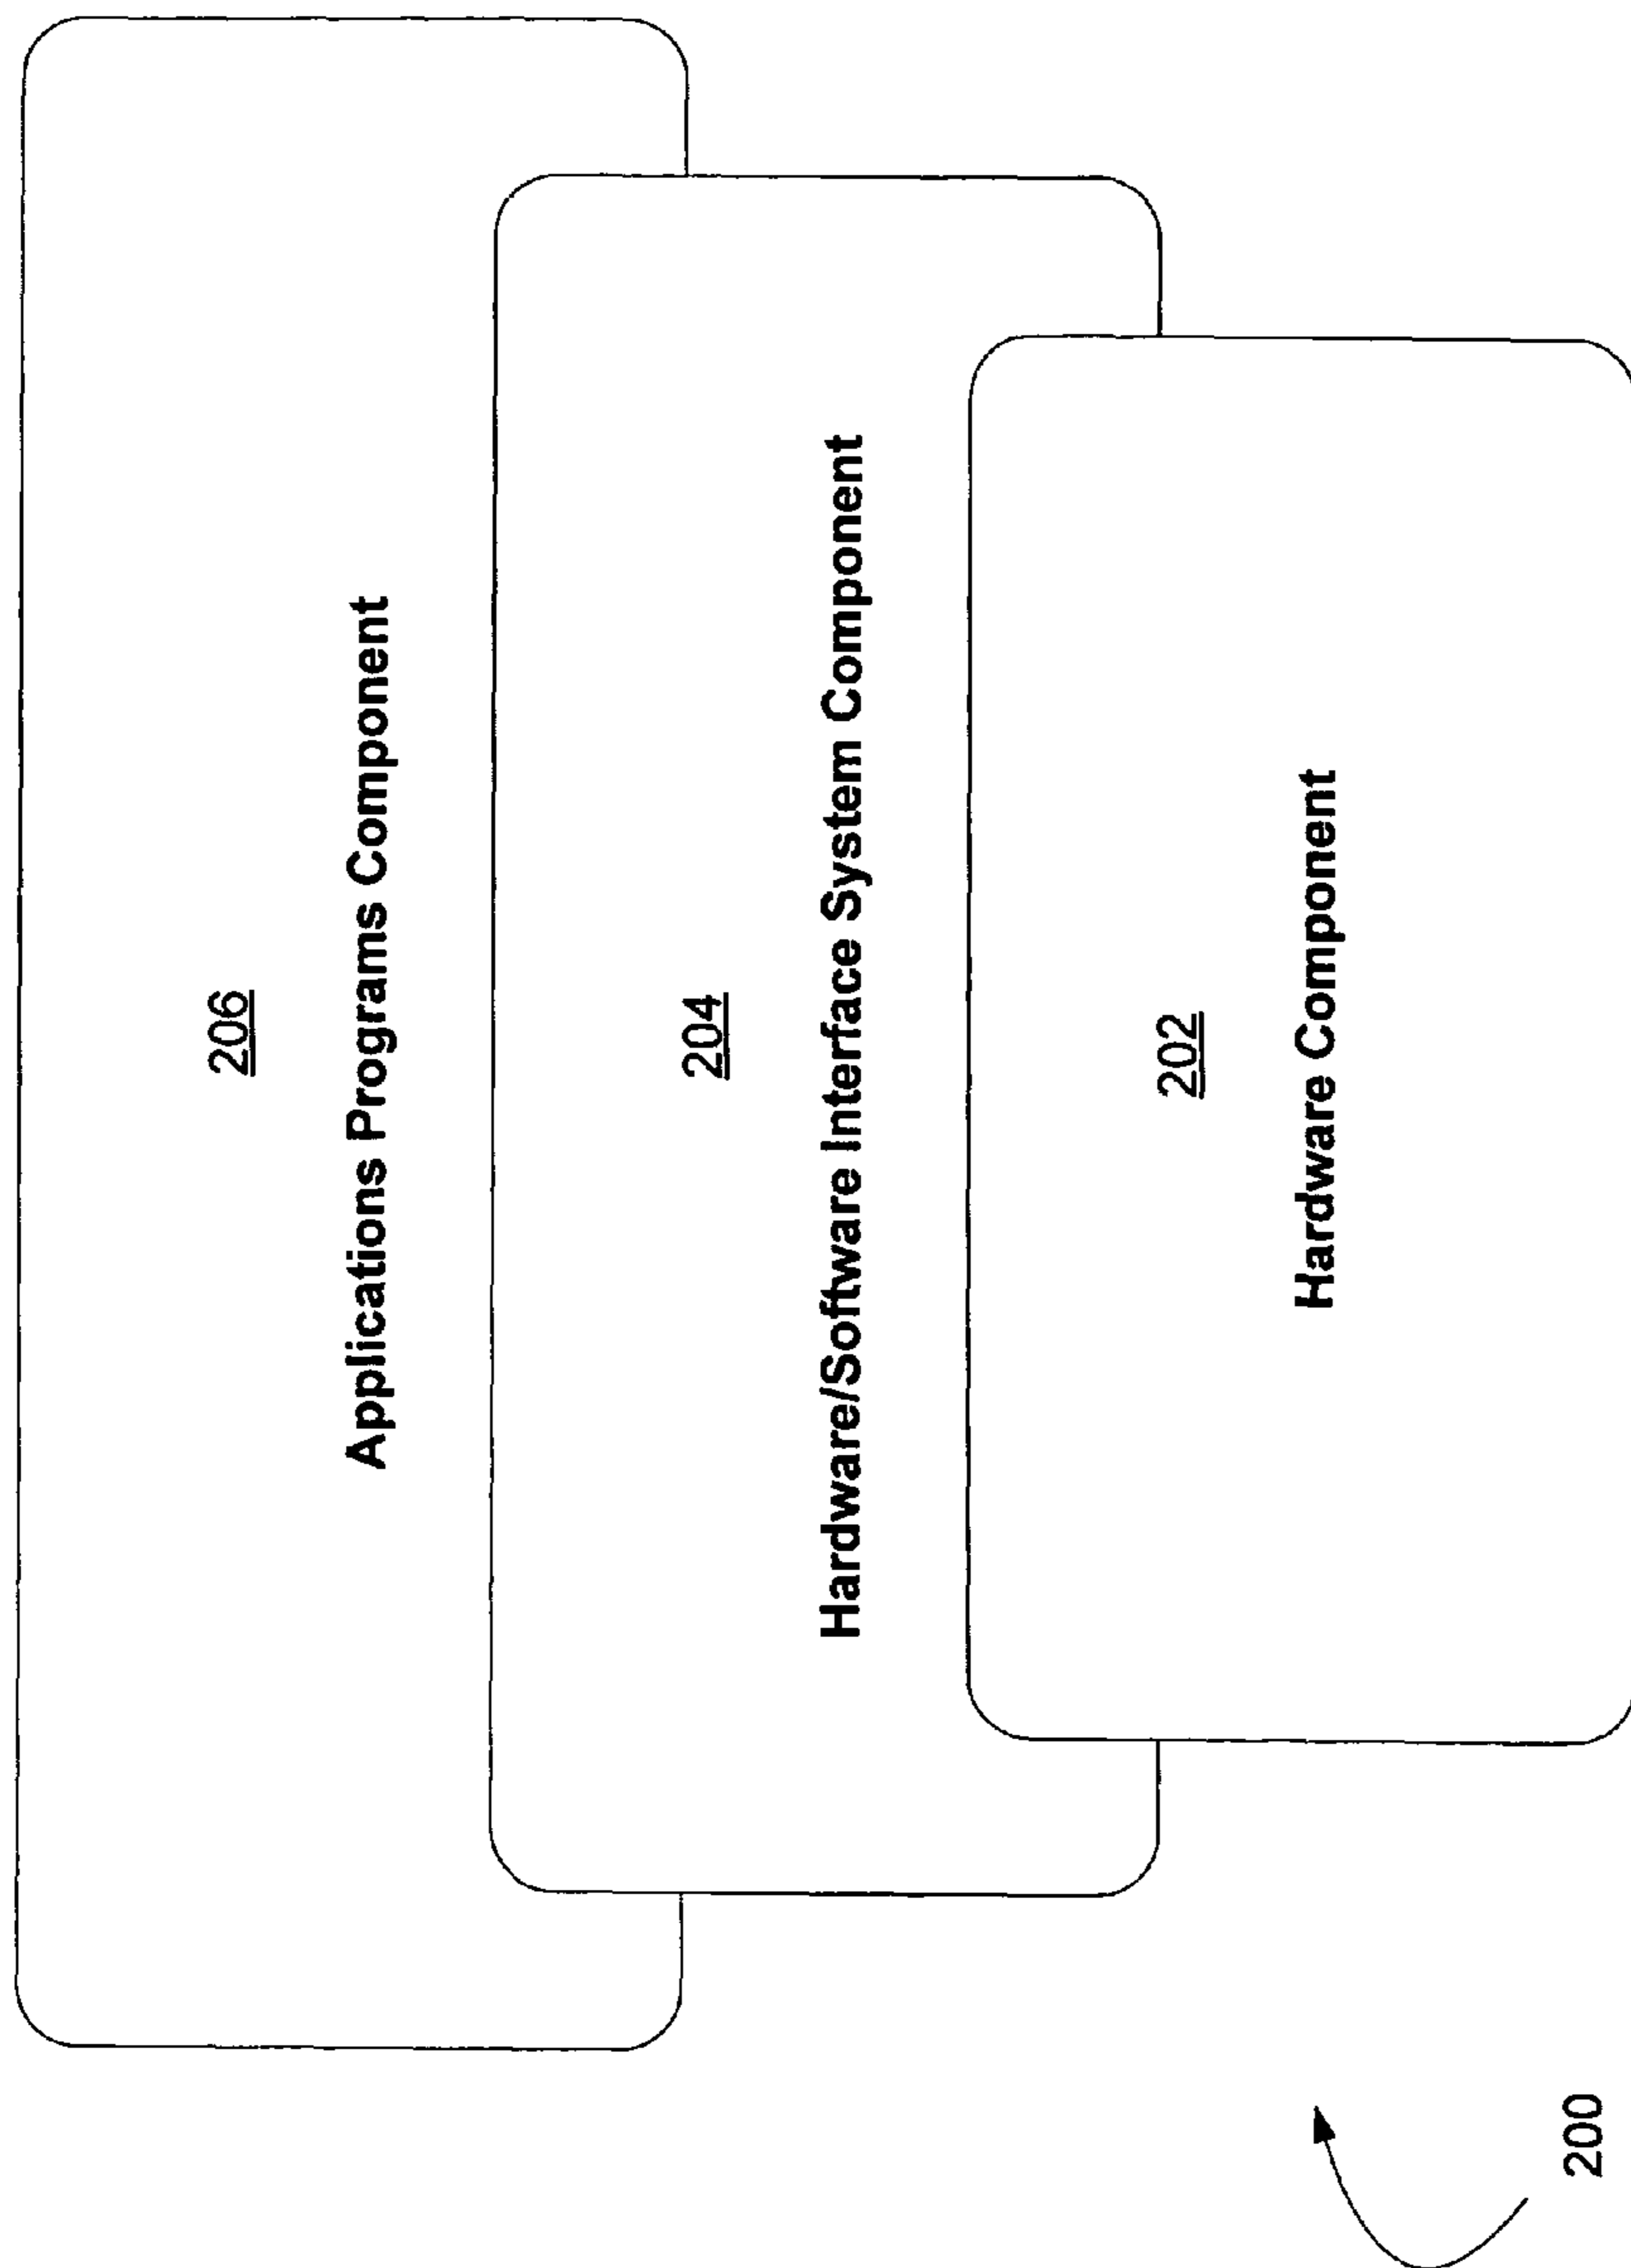 206
Applications Programs Component
204
Hardware/Software Interface System Component
202
Hardware Component
200